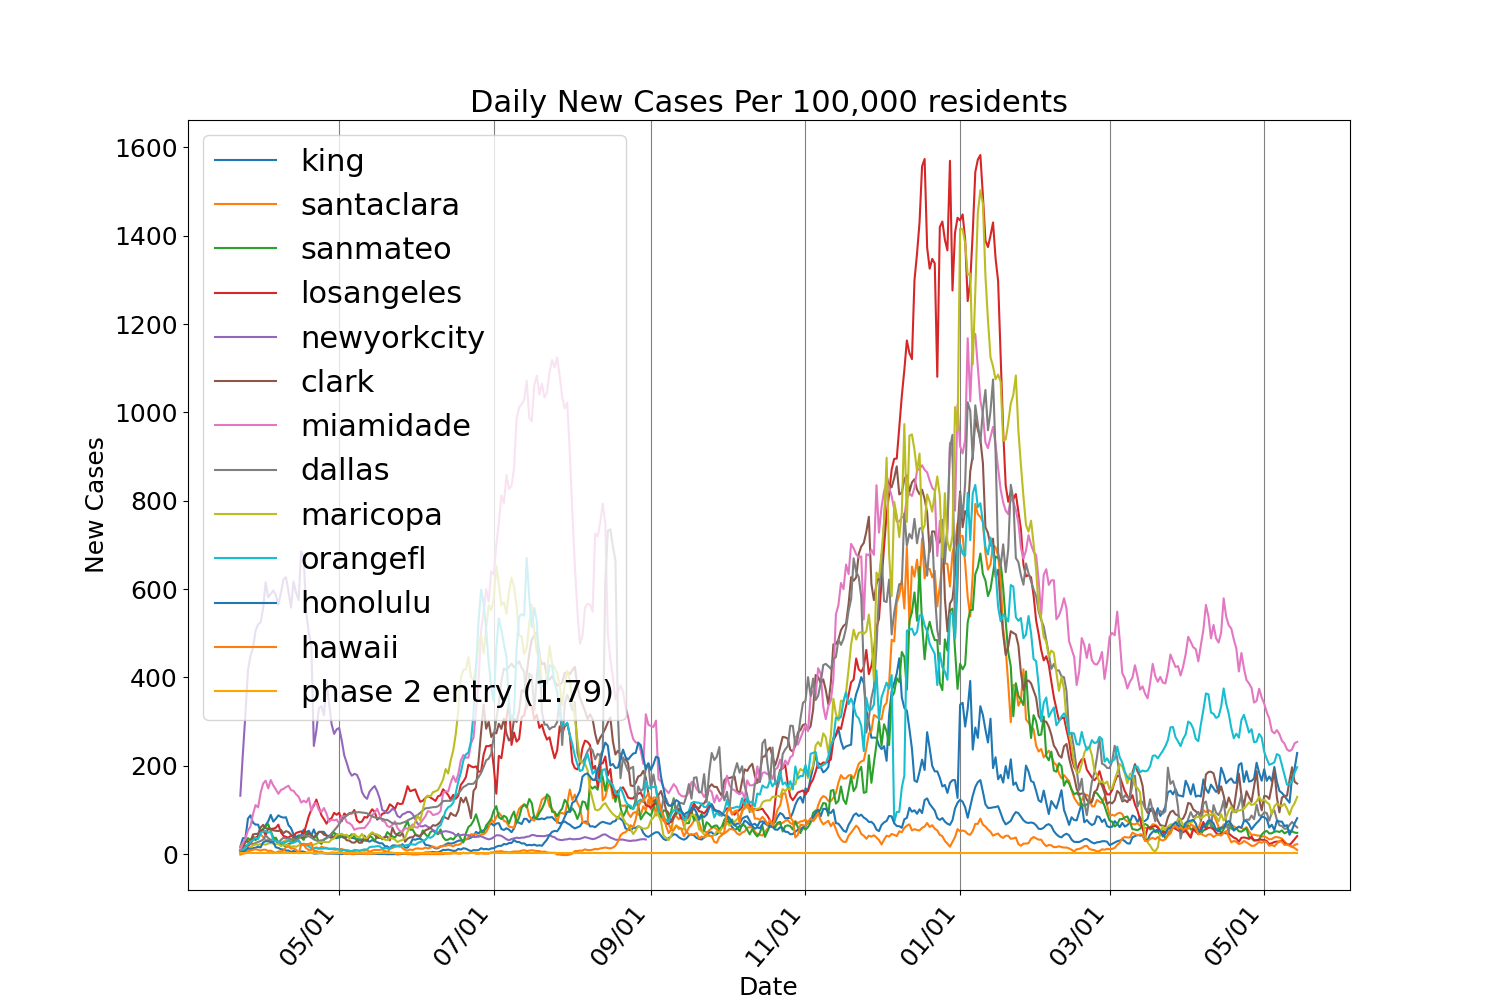 Daily New Cases Per 100,000 residents
1600
1400
1200
1000
800
600
400
200
0
New Cases
king
santaclara
sanmateo
losangeles
newyorkcity
clark
miamidade
dallas
maricopa
orangefl
honolulu
hawaii
phase 2 entry (1.79)
05/01
07/01
09/01
11/01
01/01
03/01
05/01
Date